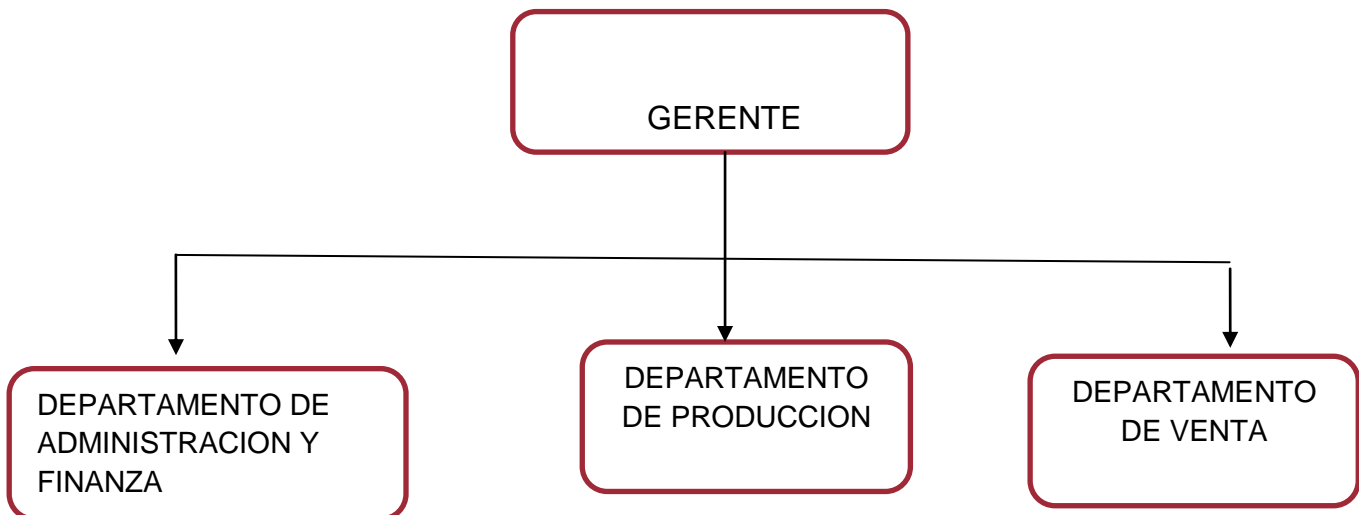 GERENTE
DEPARTAMENTO DE
ADMINISTRACION Y
FINANZA
DEPARTAMENTO
DE PRODUCCION
DEPARTAMENTO
DE VENTA